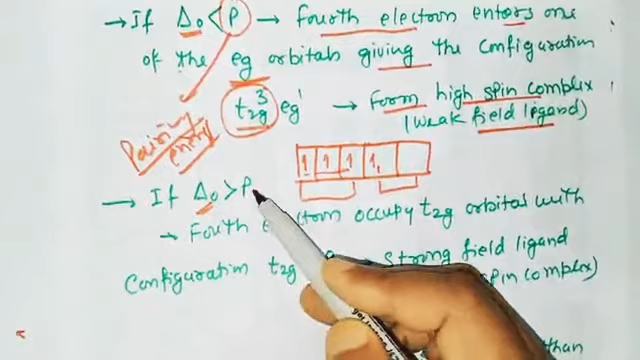 → If Δo < P → fourth electron enters one
of the eg orbitals giving the configuration
t2g³ eg¹ → form high spin complex
(weak field ligand)
Pairing energy
1 1 1 1
→ If Δo > P
→ Fourth electron occupy t2g orbitals with
Configuration t2g strong field ligand
spin complex)
than